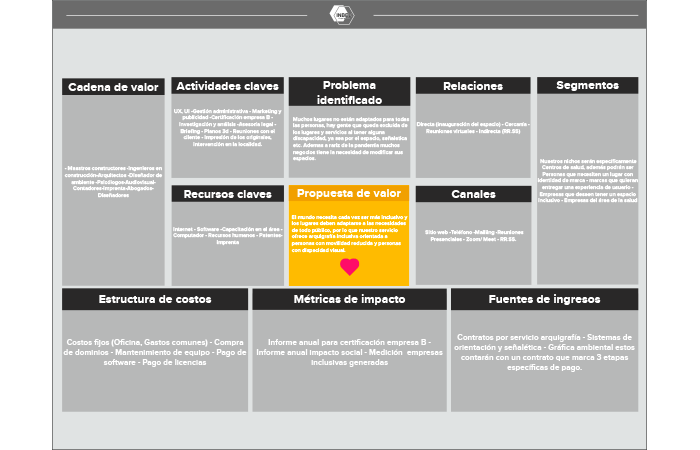 INDG
Cadena de valor
- Maestros constructores -Ingenieros en
construcción-Arquitectos -Diseñador de
ambiente -Psicólogos-Audiovisual-
Contadores-Imprenta-Abogados-
Diseñadores
Actividades claves
UX, UI -Gestión administrativa - Marketing y
publicidad -Certificación empresa B -
Investigación y análisis -Asesoría legal -
Briefing - Planos 3d - Reuniones con el
cliente - Impresión de los originales,
intervención en la localidad.
Problema
identificado
Muchos lugares no están adaptados para todas
las personas, hay gente que queda excluida de
los lugares y servicios al tener alguna
discapacidad, ya sea por el espacio, señalética
etc. Ademas a raiz de la pandemia muchos
negocios tiene la necesidad de modificar sus
espacios.
Relaciones
Directa (Inauguración del espacio) - Cercanía -
Reuniones virtuales - Indirecta (RR.SS)
Segmentos
Nuestros niches serán específicamente
Centros de salud, además podrán ser
Personas que necesitan un lugar con
identidad de marca - marcas que quieran
entregar una experiencia de usuario -
Empresas que deseen tener un espacio
inclusivo - Empresas del área de la salud
Recursos claves
Internet - Software -Capacitación en el área -
Computador - Recursos humanos - Patentes-
Imprenta
Propuesta de valor
El mundo necesita cada vez ser más inclusivo y
los lugares deben adaptarse a las necesidades
de todo público, por lo que nuestro servicio
ofrece arquigrafía inclusiva orientada a
personas con movilidad reducida y personas
con discpacidad visual.
Canales
Sitio web -Teléfono -Mailling -Reuniones
Presenciales - Zoom/ Meet - RR.SS.
Estructura de costos
Costos fijos (Oficina, Gastos comunes) - Compra
de dominios - Mantenimiento de equipo - Pago de
software - Pago de licencias
Métricas de impacto
Informe anual para certificación empresa B -
Informe anual impacto social - Medición empresas
inclusivas generadas
Fuentes de ingresos
Contratos por servicio arquigrafía - Sistemas de
orientación y señalética - Gráfica ambiental estos
contarán con un contrato que marca 3 etapas
específicas de pago.